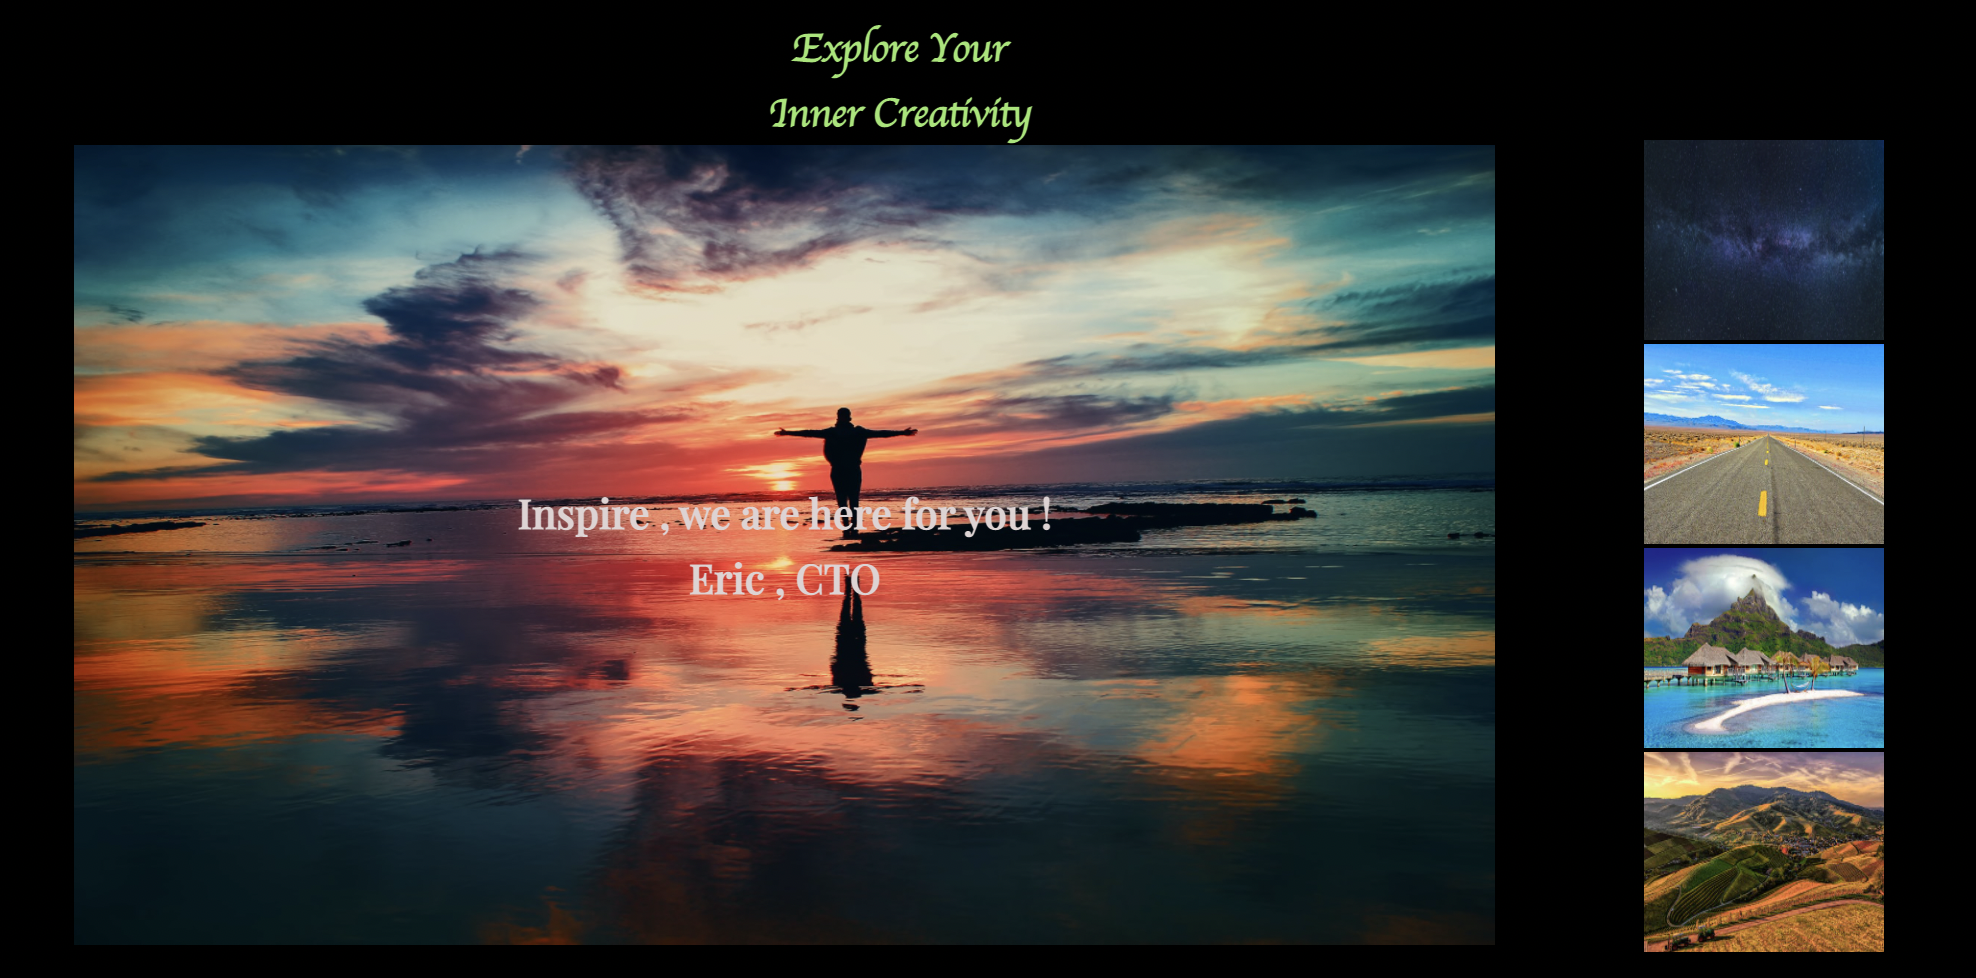 Explore Your
Inner Creativity
Inspire , we are here for you !
Eric , CTO